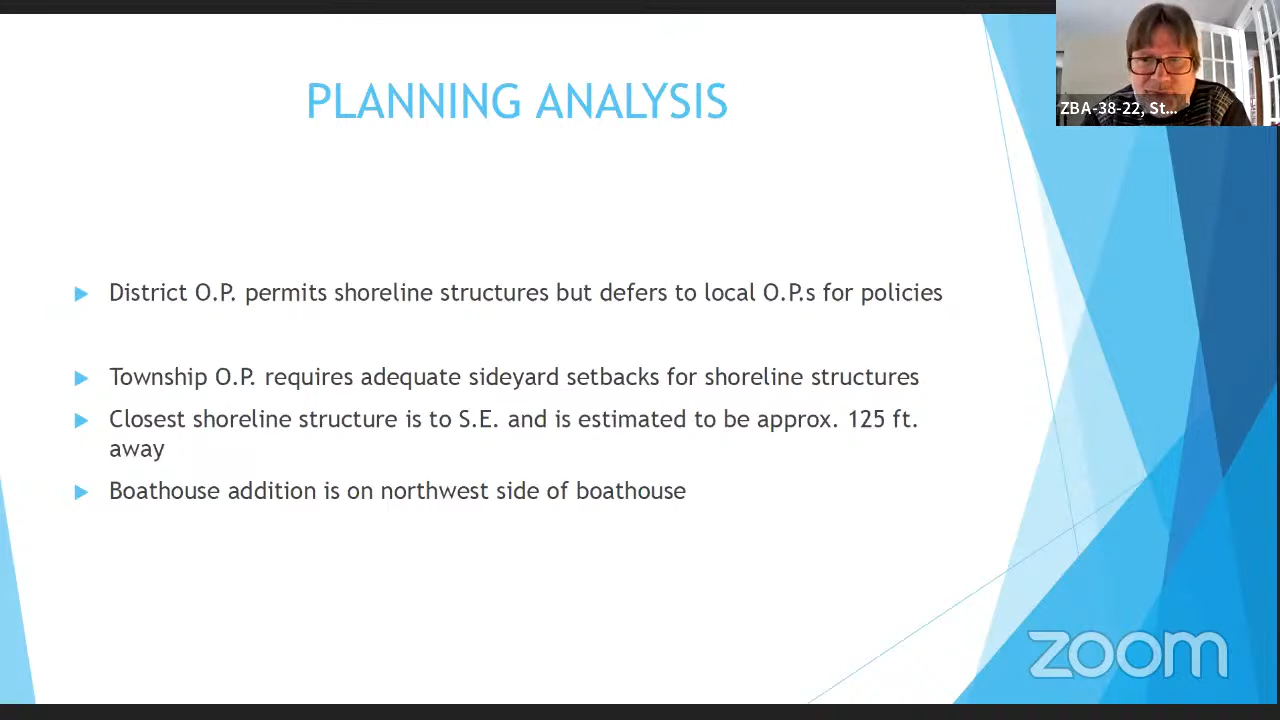 PLANNING ANALYSIS
ZBA-38-22, St...
District O.P. permits shoreline structures but defers to local O.P.s for policies
Township O.P. requires adequate sideyard setbacks for shoreline structures
Closest shoreline structure is to S.E. and is estimated to be approx. 125 ft.
away
Boathouse addition is on northwest side of boathouse
zoom